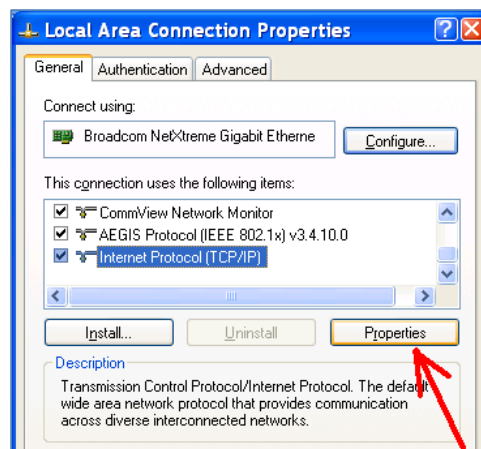 Local Area Connection Properties
General Authentication Advanced
Connect using:
Broadcom NetXtreme Gigabit Etherne
Configure...
This connection uses the following items:
CommView Network Monitor
AEGIS Protocol (IEEE 802.1x) v3.4.10.0
Internet Protocol (TCP/IP)
Install... Uninstall Properties
Description
Transmission Control Protocol/Internet Protocol. The default
wide area network protocol that provides communication
across diverse interconnected networks.